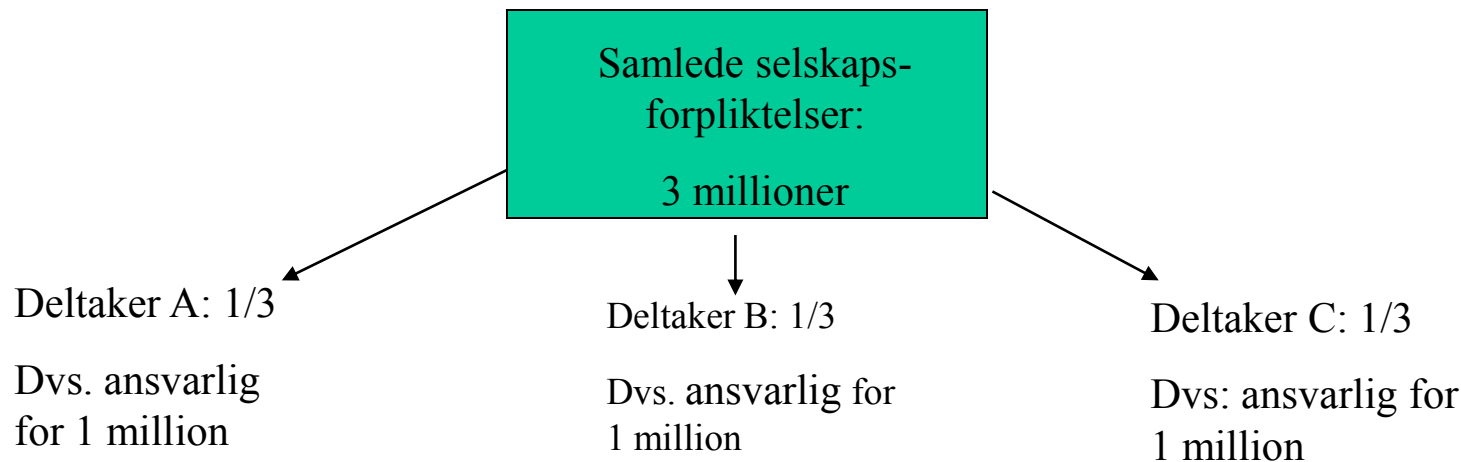 Samlede selskaps-
forpliktelser:
3 millioner
Deltaker A: 1/3
Dvs. ansvarlig
for 1 million
Deltaker B: 1/3
Dvs. ansvarlig for
1 million
Deltaker C: 1/3
Dvs: ansvarlig for
1 million